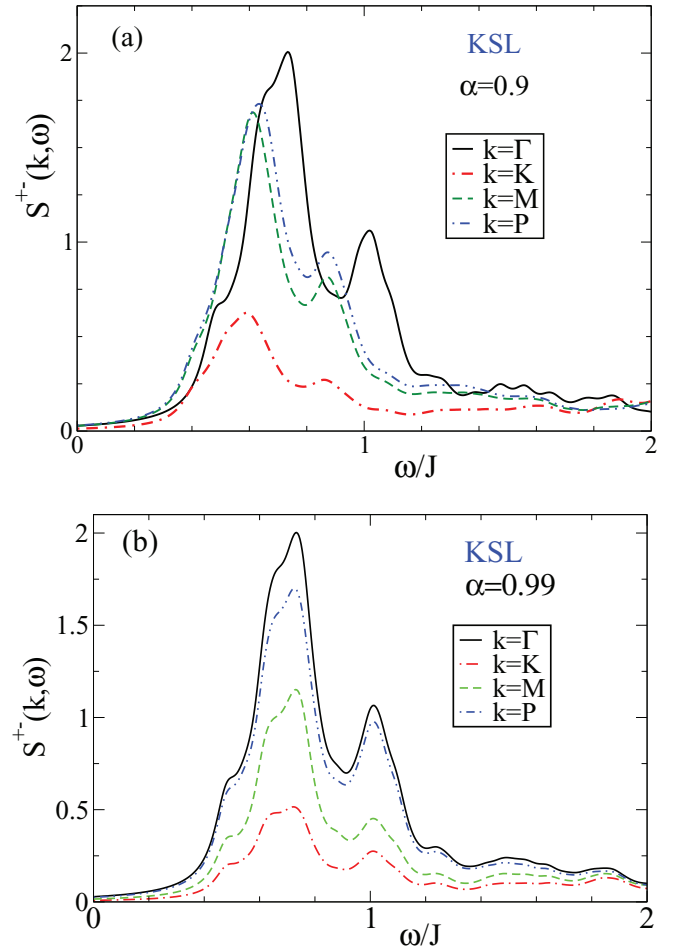 (a)
KSL
α=0.9
k=Γ
k=K
k=M
k=P
S⁺⁻(k,ω)
2
1
0
0
1
2
ω/J
(b)
KSL
α=0.99
k=Γ
k=K
k=M
k=P
S⁺⁻(k,ω)
2
1.5
1
0.5
0
0
1
2
ω/J